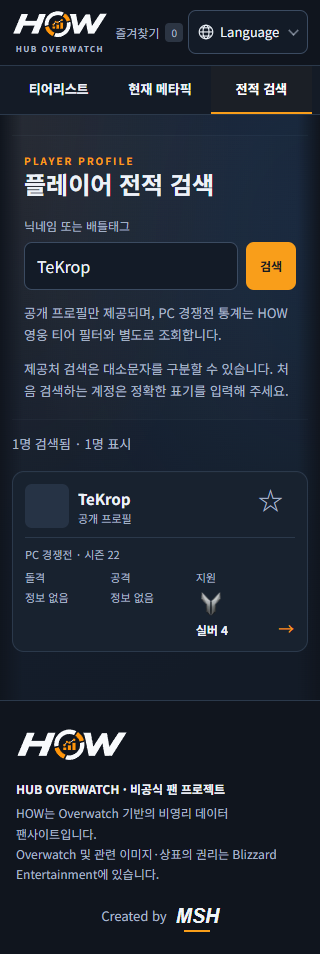 HOW
HUB OVERWATCH
즐겨찾기 0
Language
티어리스트 현재 메타픽 전적 검색
PLAYER PROFILE
플레이어 전적 검색
닉네임 또는 배틀태그
TeKrop 검색
공개 프로필만 제공되며, PC 경쟁전 통계는 HOW
영웅 티어 필터와 별도로 조회합니다.
제공처 검색은 대소문자를 구분할 수 있습니다. 처
음 검색하는 계정은 정확한 표기를 입력해 주세요.
1명 검색됨 · 1명 표시
TeKrop
공개 프로필
PC 경쟁전 · 시즌 22
돌격 공격 지원
정보 없음 정보 없음
실버 4 →
HOW
HUB OVERWATCH · 비공식 팬 프로젝트
HOW는 Overwatch 기반의 비영리 데이터
팬사이트입니다.
Overwatch 및 관련 이미지·상표의 권리는 Blizzard
Entertainment에 있습니다.
Created by MSH